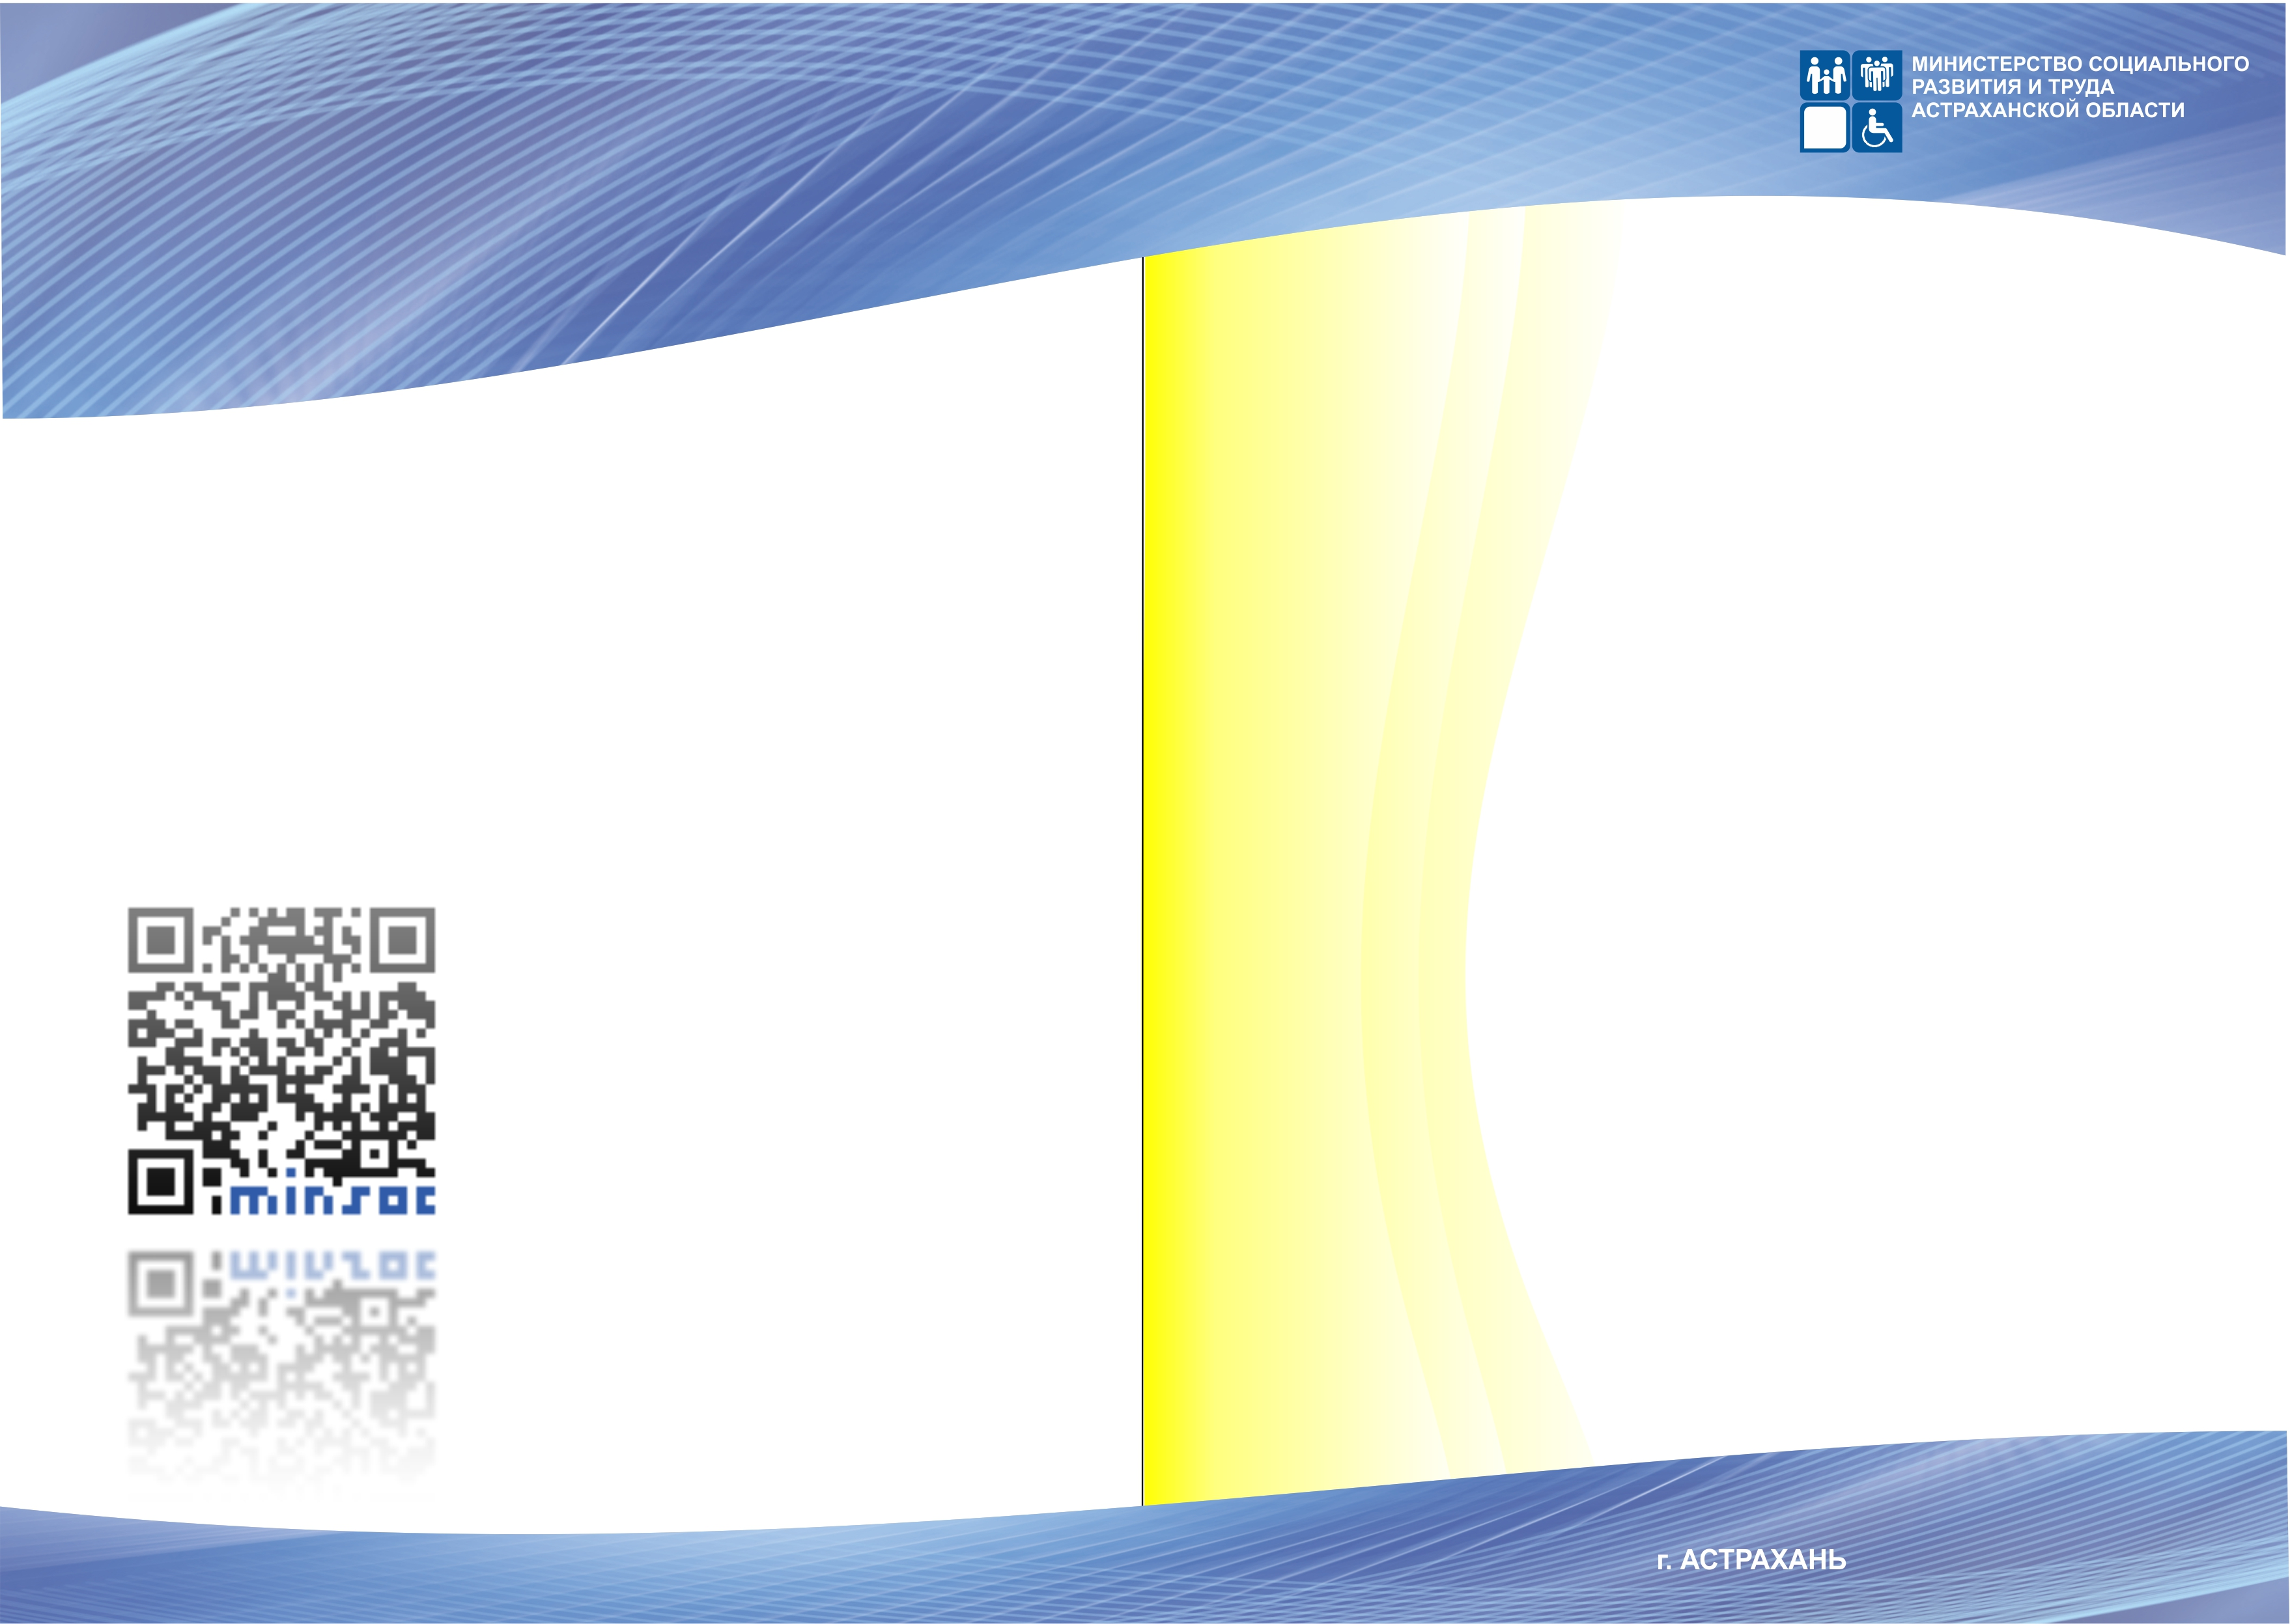 МИНИСТЕРСТВО СОЦИАЛЬНОГО
РАЗВИТИЯ И ТРУДА
АСТРАХАНСКОЙ ОБЛАСТИ
minsoc
г. АСТРАХАНЬ